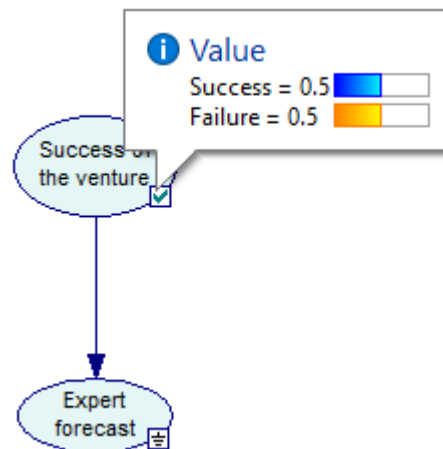 Value
Success = 0.5
Failure = 0.5
Success of
the venture
Expert
forecast